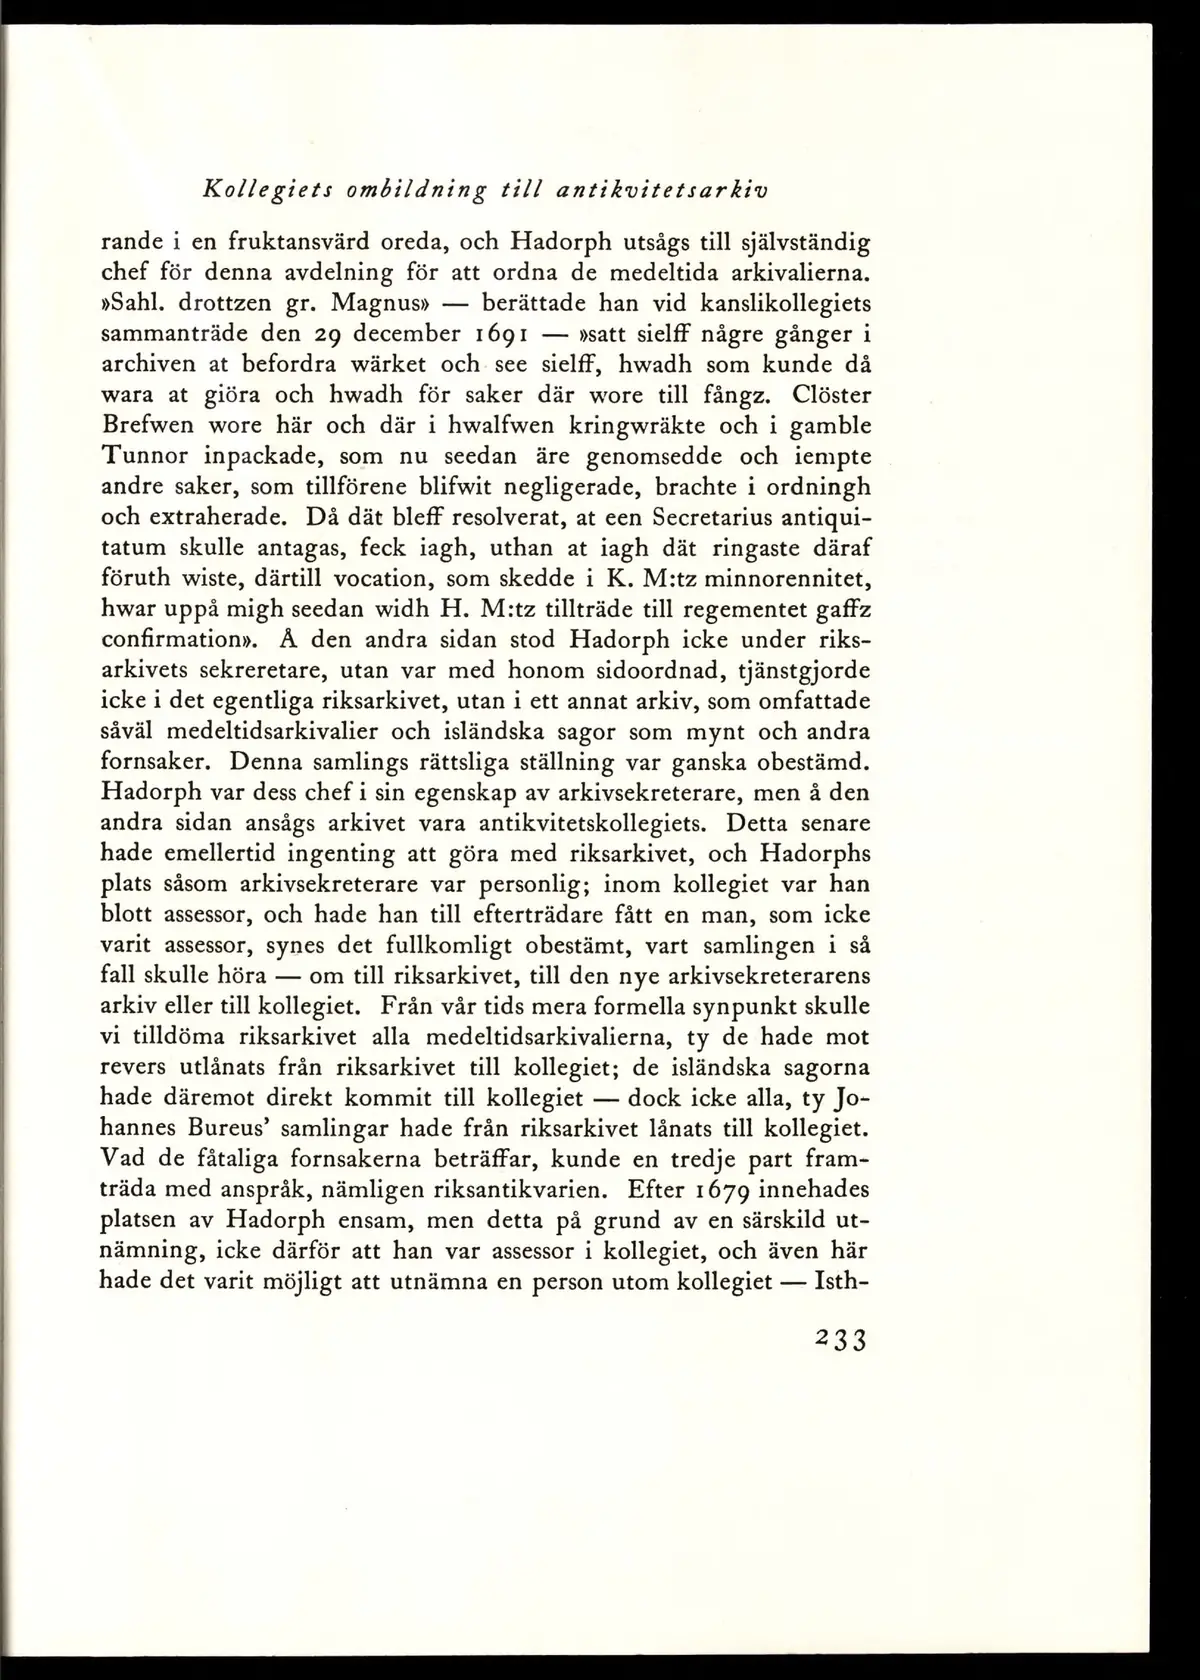 Kollegiets ombildning till antikvitetsarkiv
rande i en fruktansvärd oreda, och Hadorph utsågs till självständig
chef för denna avdelning för att ordna de medeltida arkivalierna.
»Sahl. drottzen gr. Magnus» — berättade han vid kanslikollegiets
sammanträde den 29 december 1691 — »satt sielff någre gånger i
archiven at befordra wärket och see sielff, hwadh som kunde då
wara at giöra och hwadh för saker där wore till fångz. Clöster
Brefwen wore här och där i hwalfwen kringwräkte och i gamble
Tunnor inpackade, som nu seedan äre genomsedde och iempte
andre saker, som tillförene blifwit negligerade, brachte i ordningh
och extraherade. Då dät bleff resolverat, at een Secretarius antiqui-
tatum skulle antagas, feck iagh, uthan at iagh dät ringaste däraf
föruth wiste, därtill vocation, som skedde i K. M:tz minnorennitet,
hwar uppå migh seedan widh H. M:tz tillträde till regementet gaffz
confirmation». Å den andra sidan stod Hadorph icke under riks-
arkivets sekreretare, utan var med honom sidoordnad, tjänstgjorde
icke i det egentliga riksarkivet, utan i ett annat arkiv, som omfattade
såväl medeltidsarkivalier och isländska sagor som mynt och andra
fornsaker. Denna samlings rättsliga ställning var ganska obestämd.
Hadorph var dess chef i sin egenskap av arkivsekreterare, men å den
andra sidan ansågs arkivet vara antikvitetskollegiets. Detta senare
hade emellertid ingenting att göra med riksarkivet, och Hadorphs
plats såsom arkivsekreterare var personlig; inom kollegiet var han
blott assessor, och hade han till efterträdare fått en man, som icke
varit assessor, synes det fullkomligt obestämt, vart samlingen i så
fall skulle höra — om till riksarkivet, till den nye arkivsekreterarens
arkiv eller till kollegiet. Från vår tids mera formella synpunkt skulle
vi tilldöma riksarkivet alla medeltidsarkivalierna, ty de hade mot
revers utlånats från riksarkivet till kollegiet; de isländska sagorna
hade däremot direkt kommit till kollegiet — dock icke alla, ty Jo-
hannes Bureus’ samlingar hade från riksarkivet lånats till kollegiet.
Vad de fåtaliga fornsakerna beträffar, kunde en tredje part fram-
träda med anspråk, nämligen riksantikvarien. Efter 1679 innehades
platsen av Hadorph ensam, men detta på grund av en särskild ut-
nämning, icke därför att han var assessor i kollegiet, och även här
hade det varit möjligt att utnämna en person utom kollegiet — Isth-
233